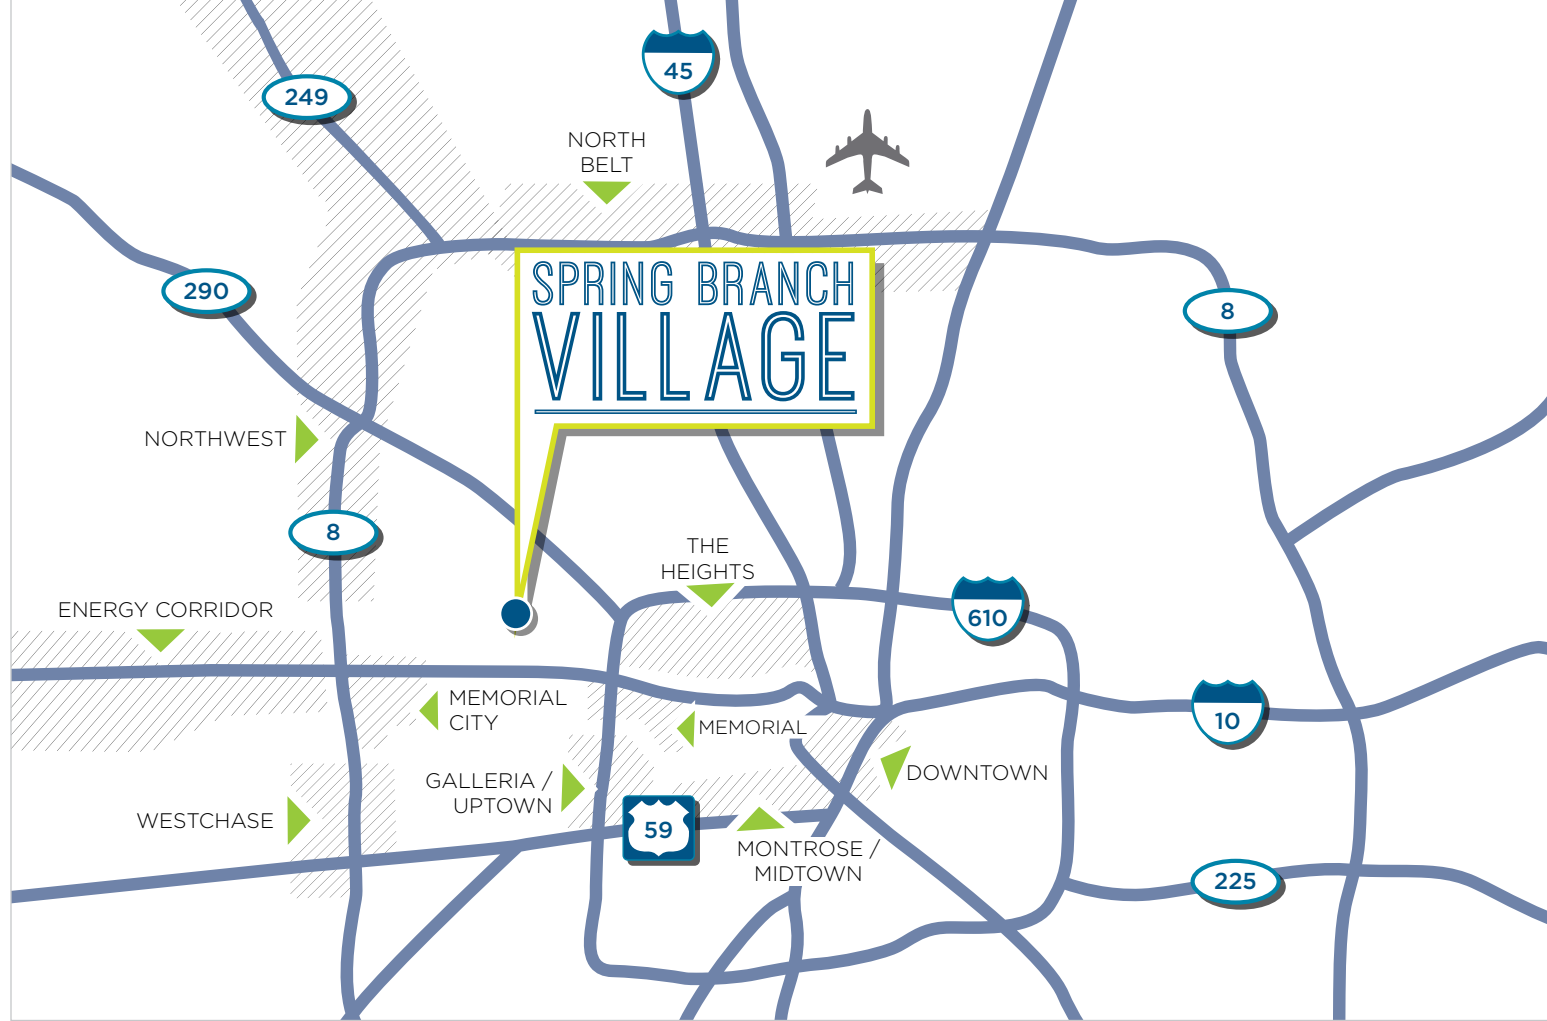 45
249
NORTH
BELT
290
SPRING BRANCH
VILLAGE
8
NORTHWEST
8
THE
HEIGHTS
ENERGY CORRIDOR
610
MEMORIAL
CITY
MEMORIAL
10
DOWNTOWN
GALLERIA /
UPTOWN
WESTCHASE
59
MONTROSE /
MIDTOWN
225